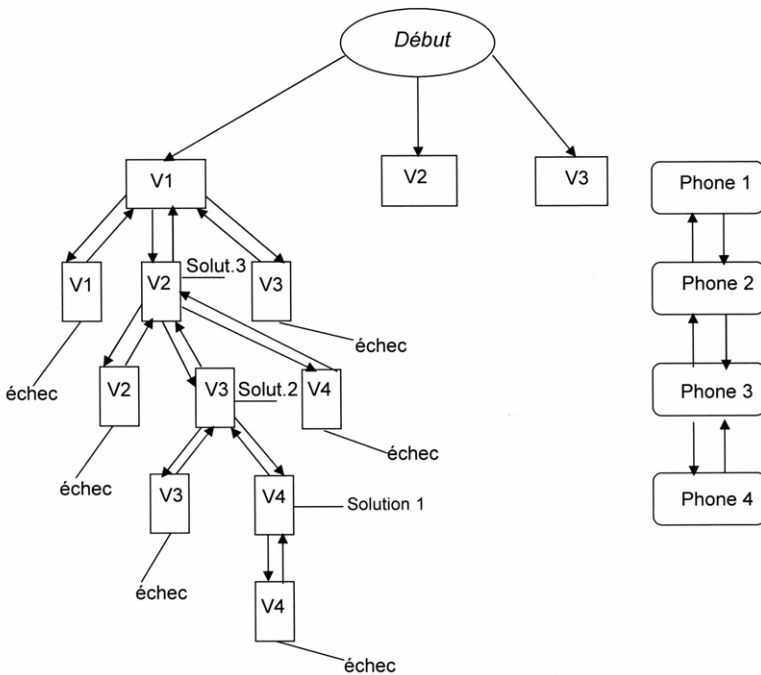 Début
V1
V2
V3
Phone 1
V1
V2
Solut.3
V3
Phone 2
échec
échec
V2
V3
Solut.2
V4
Phone 3
échec
échec
V3
V4
Solution 1
Phone 4
échec
V4
échec